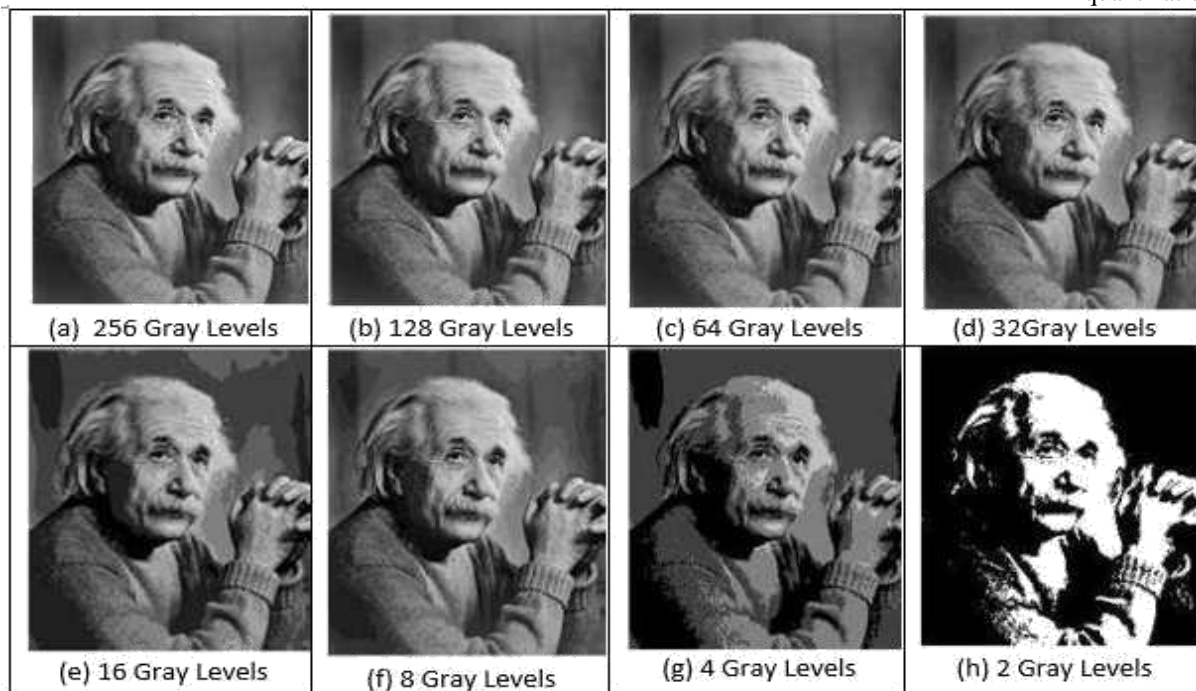 (a) 256 Gray Levels
(b) 128 Gray Levels
(c) 64 Gray Levels
(d) 32Gray Levels
(e) 16 Gray Levels
(f) 8 Gray Levels
(g) 4 Gray Levels
(h) 2 Gray Levels